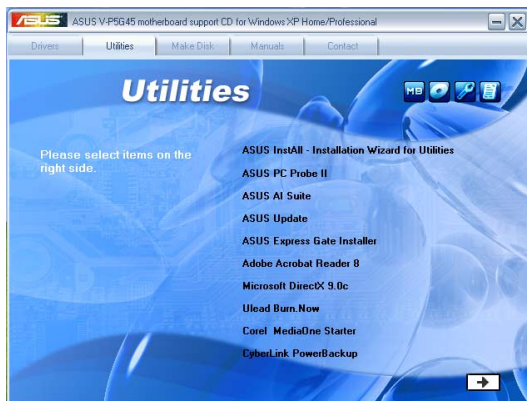 ASUS
ASUS V-P5G45 motherboard support CD for Windows XP Home/Professional
Drivers
Utilities
Make Disk
Manuals
Contact
Utilities
MB
Please select items on the
right side.
ASUS InstAll - Installation Wizard for Utilities
ASUS PC Probe II
ASUS AI Suite
ASUS Update
ASUS Express Gate Installer
Adobe Acrobat Reader 8
Microsoft DirectX 9.0c
Ulead Burn.Now
Corel MediaOne Starter
CyberLink PowerBackup